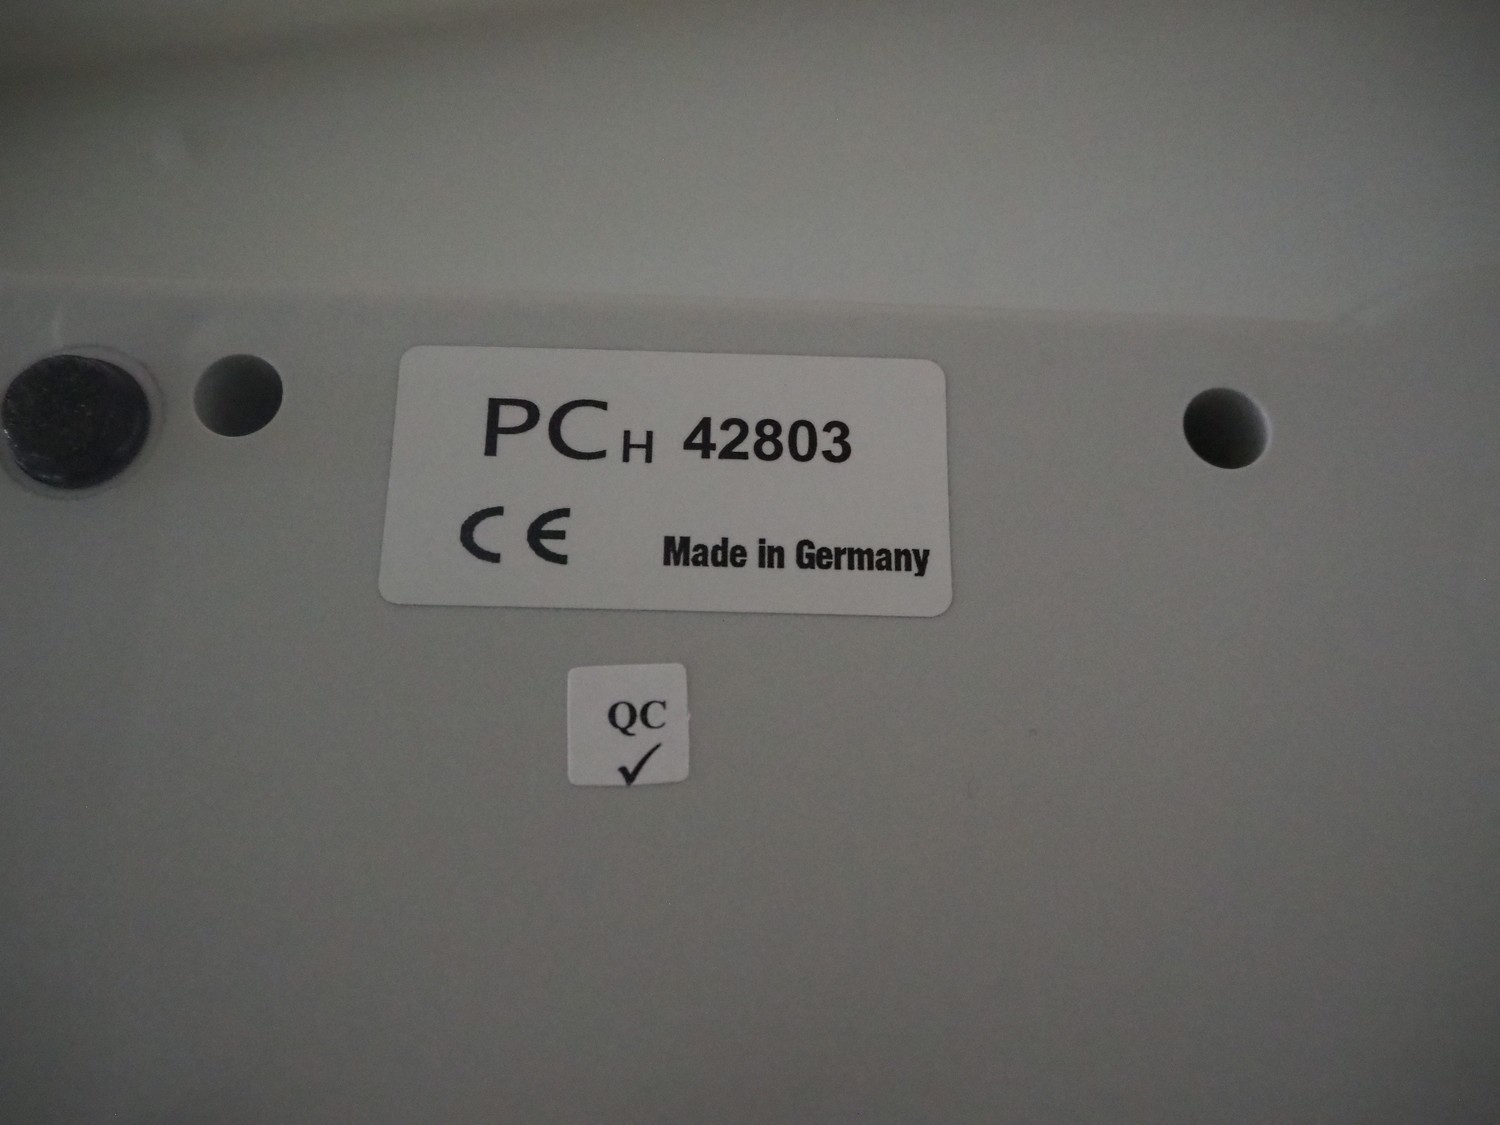 PCH 42803
CE Made in Germany
QC
✓